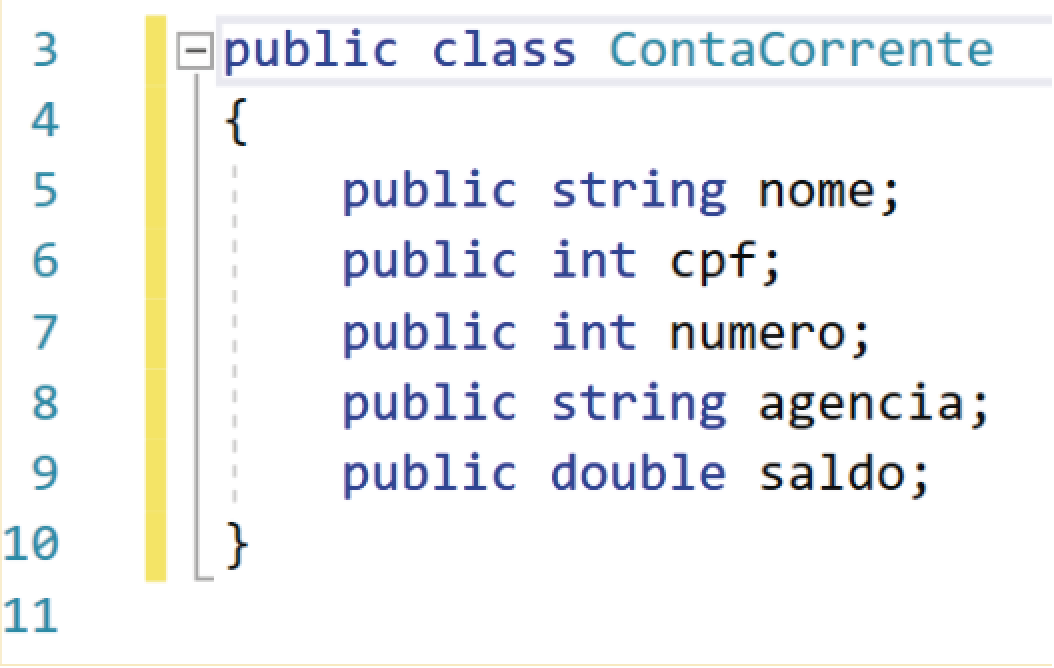 3 public class ContaCorrente
4 {
5 public string nome;
6 public int cpf;
7 public int numero;
8 public string agencia;
9 public double saldo;
10 }
11